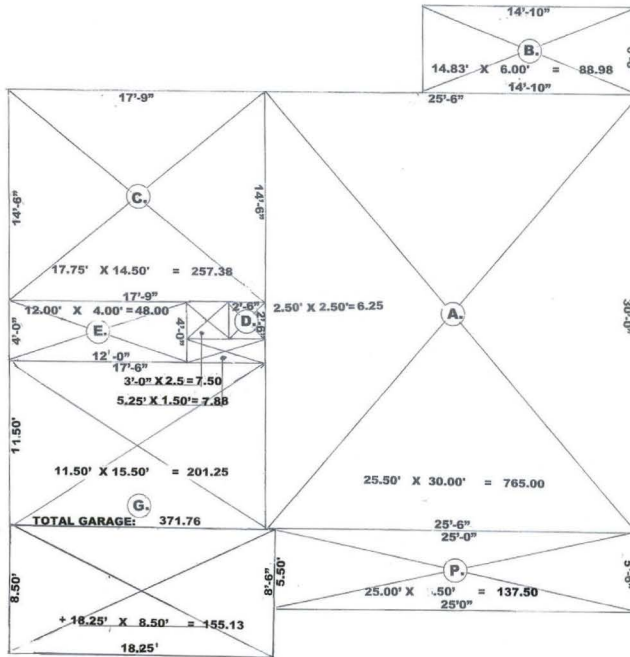 14'-10"
B.
14.83' X 6.00' = 88.98
14'-10"
17'-9"
25'-6"
14'-6"
C.
14'-6"
17.75' X 14.50' = 257.38
17'-9"
12.00' X 4.00' = 48.00
2'-6"
2.50' X 2.50' = 6.25
4'-0"
E.
4'-0"
D.
2'-6"
A.
30'-0"
12'-0"
17'-6"
3'-0" X 2.5 = 7.50
5.25' X 1.50' = 7.88
11.50'
11.50' X 15.50' = 201.25
25.50' X 30.00' = 765.00
G.
TOTAL GARAGE: 371.76
25'-6"
25'-0"
8.50'
8'-6"
5.50'
P.
25.00' X .50' = 137.50
25'0"
+ 18.25' X 8.50' = 155.13
18.25'